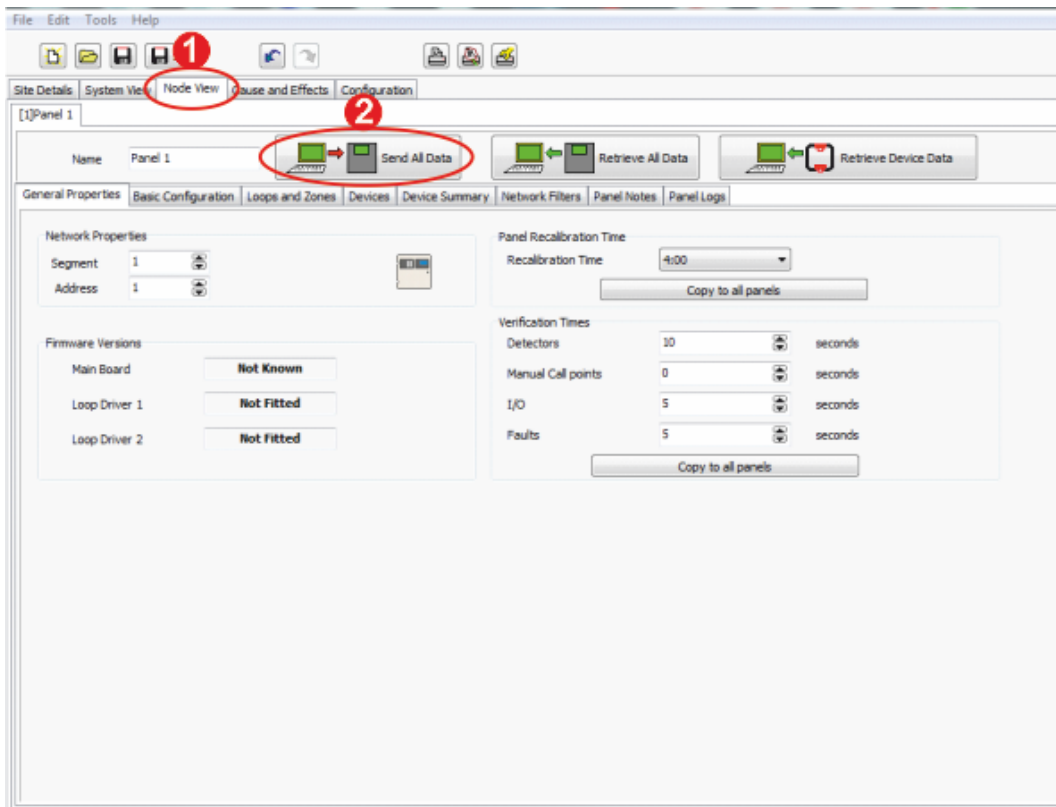 File Edit Tools Help
1
Site Details System View Node View Cause and Effects Configuration
2
[1]Panel 1
Name Panel 1 Send All Data Retrieve All Data Retrieve Device Data
General Properties Basic Configuration Loops and Zones Devices Device Summary Network Filters Panel Notes Panel Logs
Network Properties
Segment 1
Address 1
Panel Recalibration Time
Recalibration Time 4:00
Copy to all panels
Firmware Versions
Main Board Not Known
Loop Driver 1 Not Fitted
Loop Driver 2 Not Fitted
Verification Times
Detectors 10 seconds
Manual Call points 0 seconds
I/O 5 seconds
Faults 5 seconds
Copy to all panels